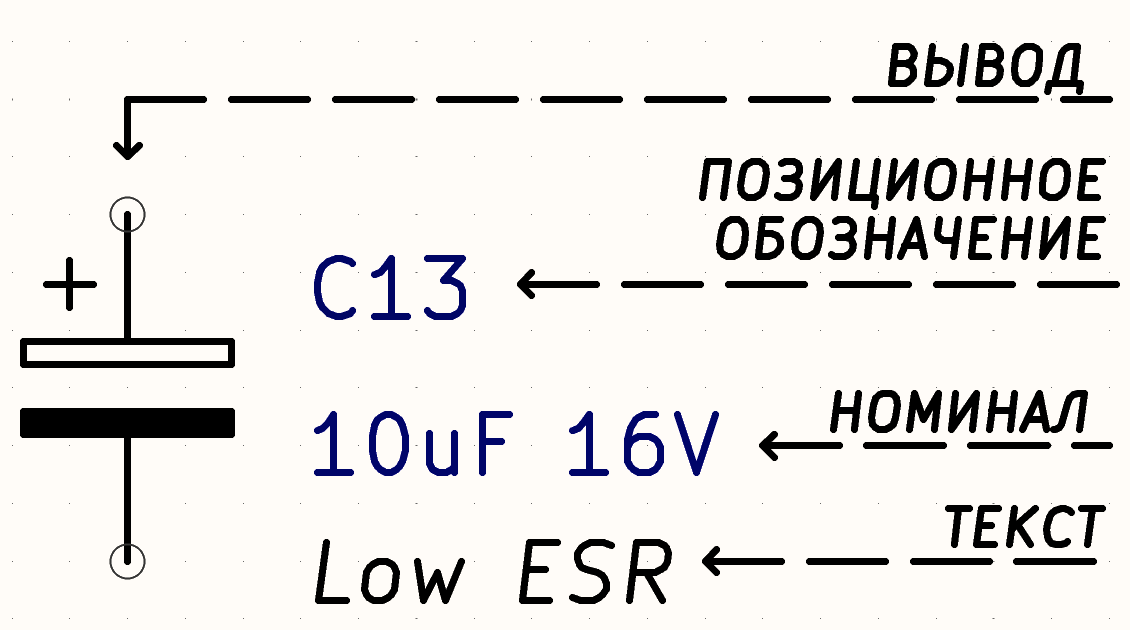 ВЫВОД
ПОЗИЦИОННОЕ
ОБОЗНАЧЕНИЕ
+
C13
НОМИНАЛ
10uF 16V
ТЕКСТ
Low ESR